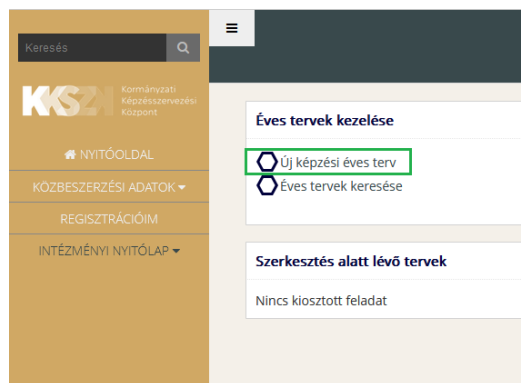 Keresés
KKSZK
Kormányzati
Képzésszervezési
Központ
NYITÓOLDAL
KÖZBESZERZÉSI ADATOK
REGISZTRÁCIÓIM
INTÉZMÉNYI NYITÓLAP
Éves tervek kezelése
Új képzési éves terv
Éves tervek keresése
Szerkesztés alatt lévő tervek
Nincs kiosztott feladat